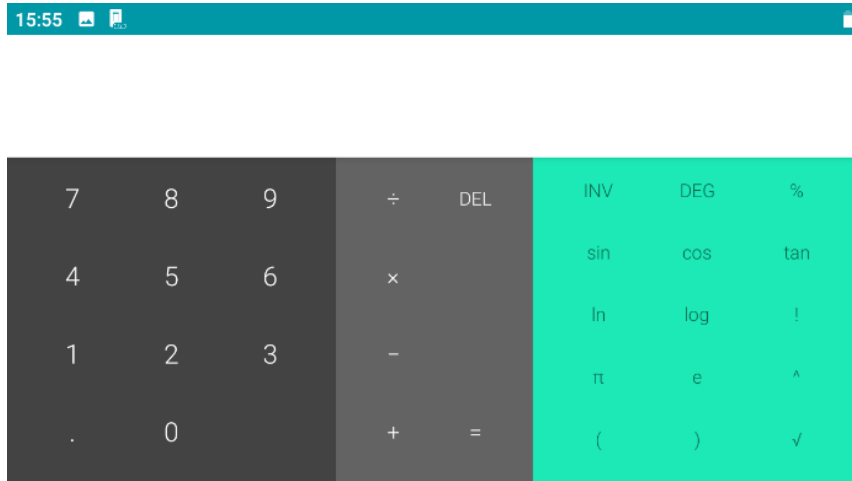 15:55
7 8 9 ÷ DEL INV DEG %
4 5 6 × sin cos tan
1 2 3 − ln log !
. 0 + = π e ^
( ) √